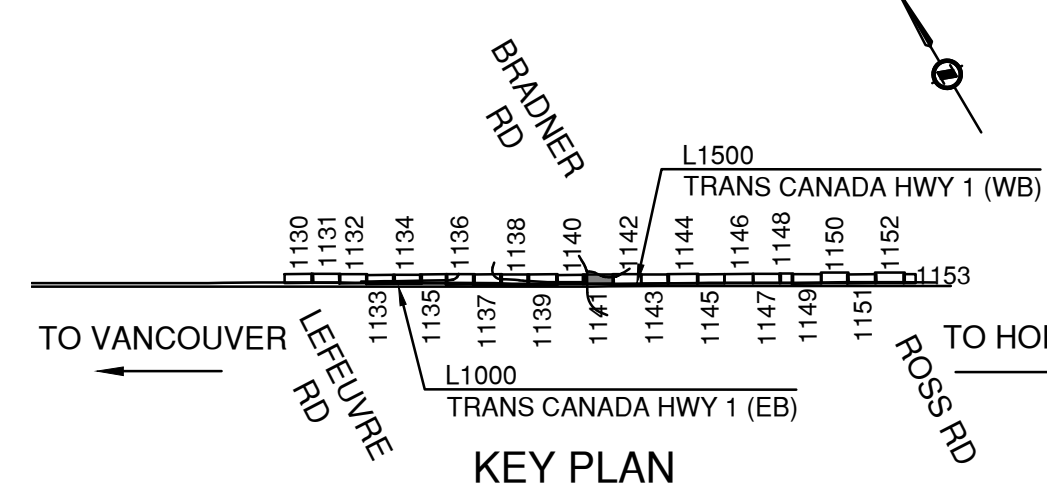 BRADNER
RD
L1500
TRANS CANADA HWY 1 (WB)
1130
1131
1132
1134
1136
1138
1140
1142
1144
1146
1148
1150
1152
1153
1133
1135
1137
1139
1141
1143
1145
1147
1149
1151
TO VANCOUVER
LEFEUVRE
RD
L1000
TRANS CANADA HWY 1 (EB)
TO HO
ROSS RD
KEY PLAN